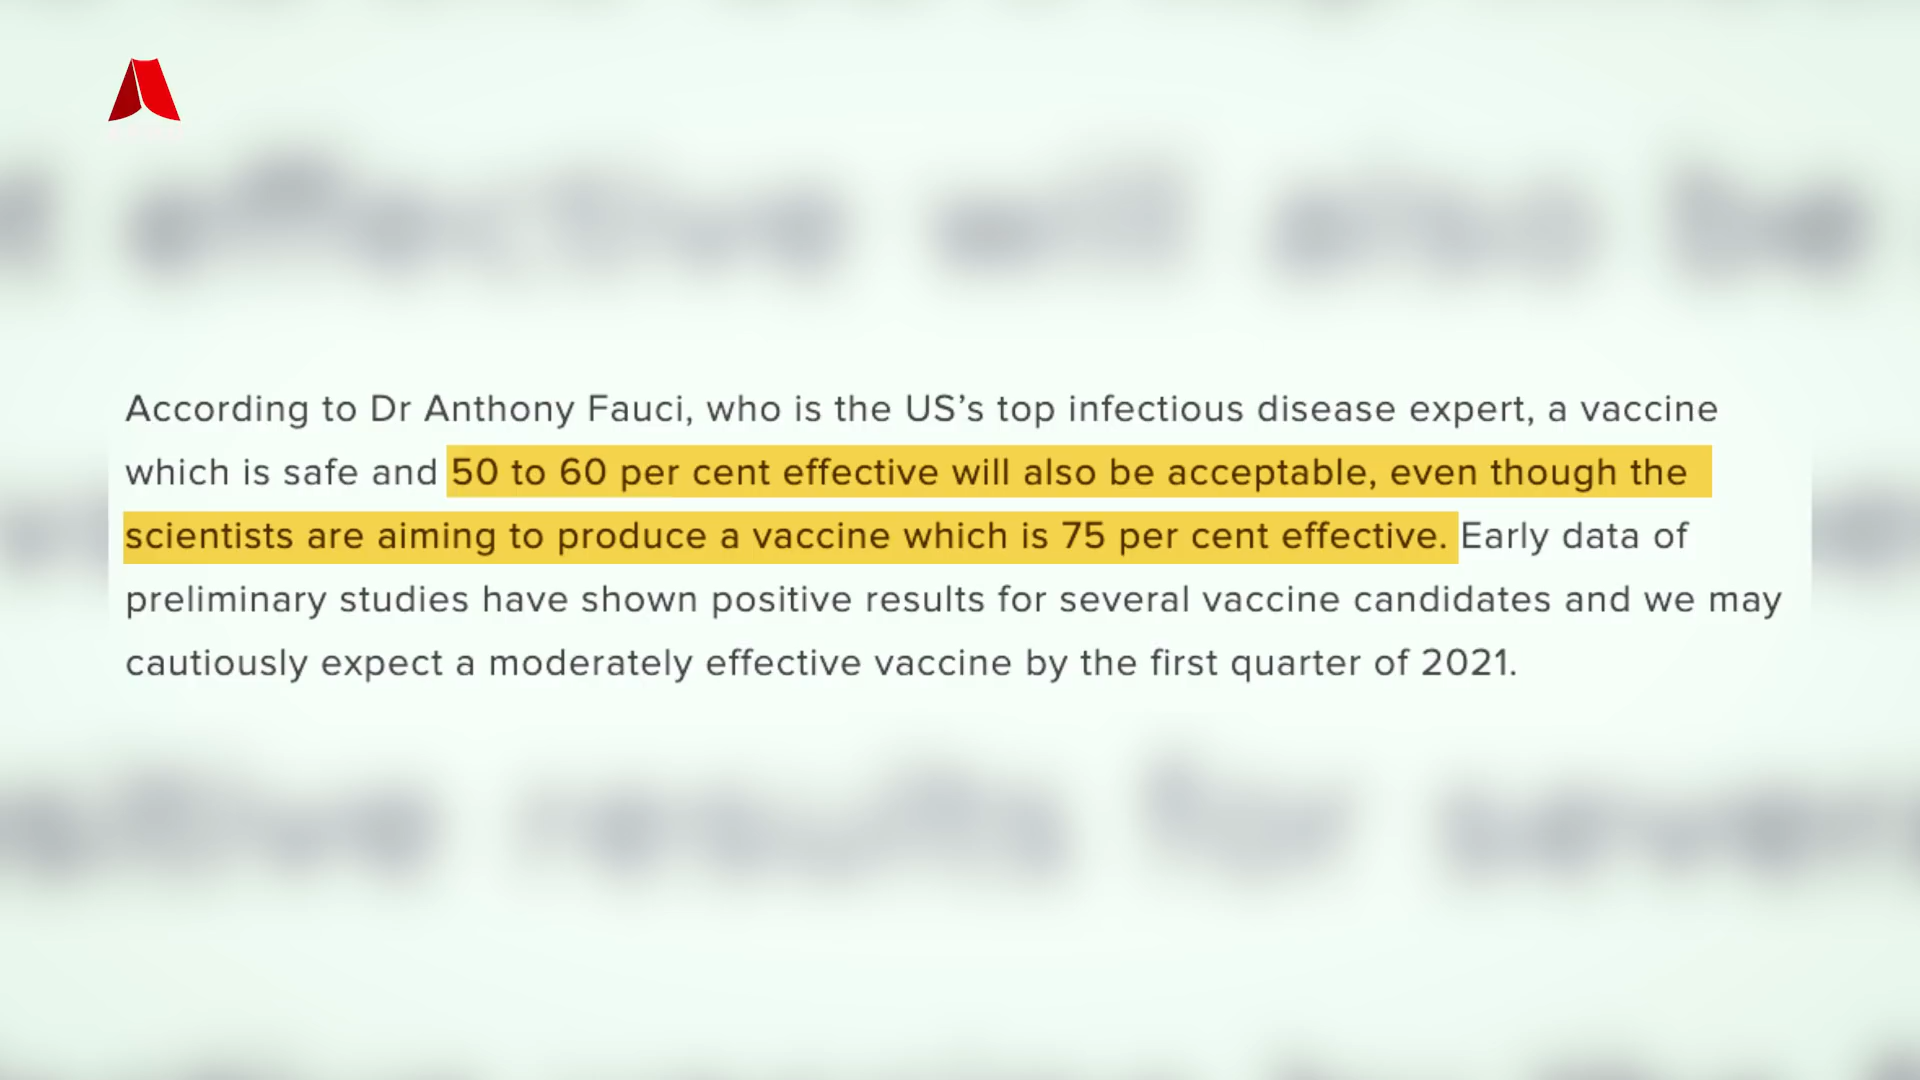 According to Dr Anthony Fauci, who is the US’s top infectious disease expert, a vaccine
which is safe and 50 to 60 per cent effective will also be acceptable, even though the
scientists are aiming to produce a vaccine which is 75 per cent effective. Early data of
preliminary studies have shown positive results for several vaccine candidates and we may
cautiously expect a moderately effective vaccine by the first quarter of 2021.